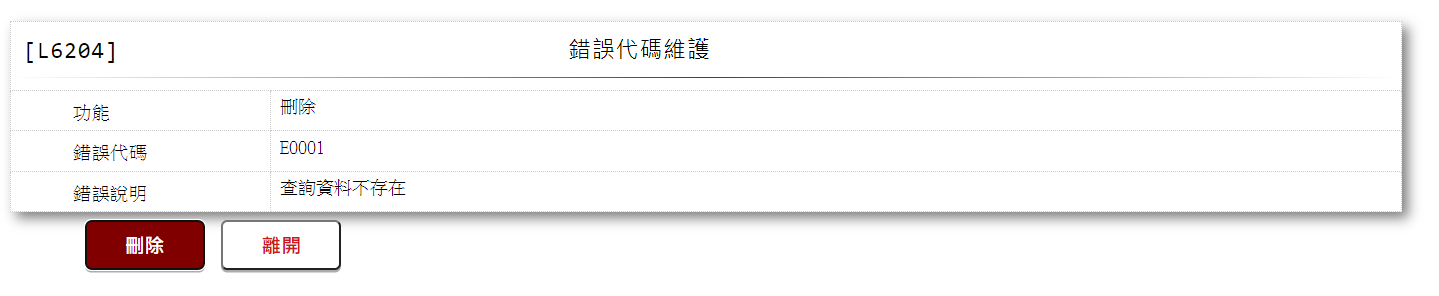 [L6204] 錯誤代碼維護
功能 刪除
錯誤代碼 E0001
錯誤說明 查詢資料不存在
刪除 離開